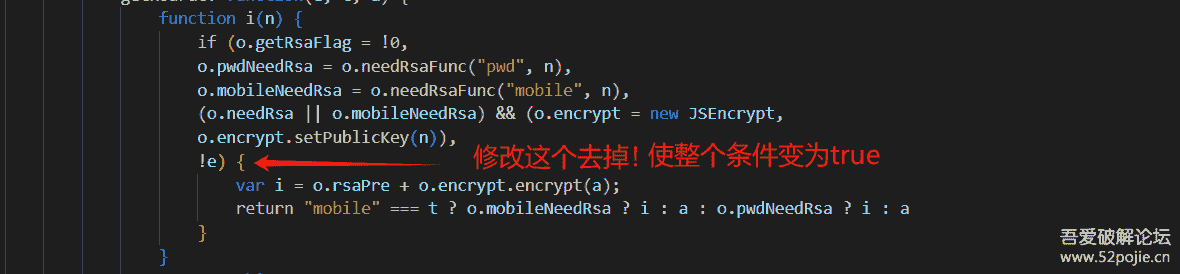 function i(n) {
if (o.getRsaFlag = !0,
o.pwdNeedRsa = o.needRsaFunc("pwd", n),
o.mobileNeedRsa = o.needRsaFunc("mobile", n),
(o.needRsa || o.mobileNeedRsa) && (o.encrypt = new JSEncrypt,
o.encrypt.setPublicKey(n)),
!e) {
修改这个去掉！使整个条件变为true
var i = o.rsaPre + o.encrypt.encrypt(a);
return "mobile" === t ? o.mobileNeedRsa ? i : a : o.pwdNeedRsa ? i : a
}
}
吾爱破解论坛
www.52pojie.cn